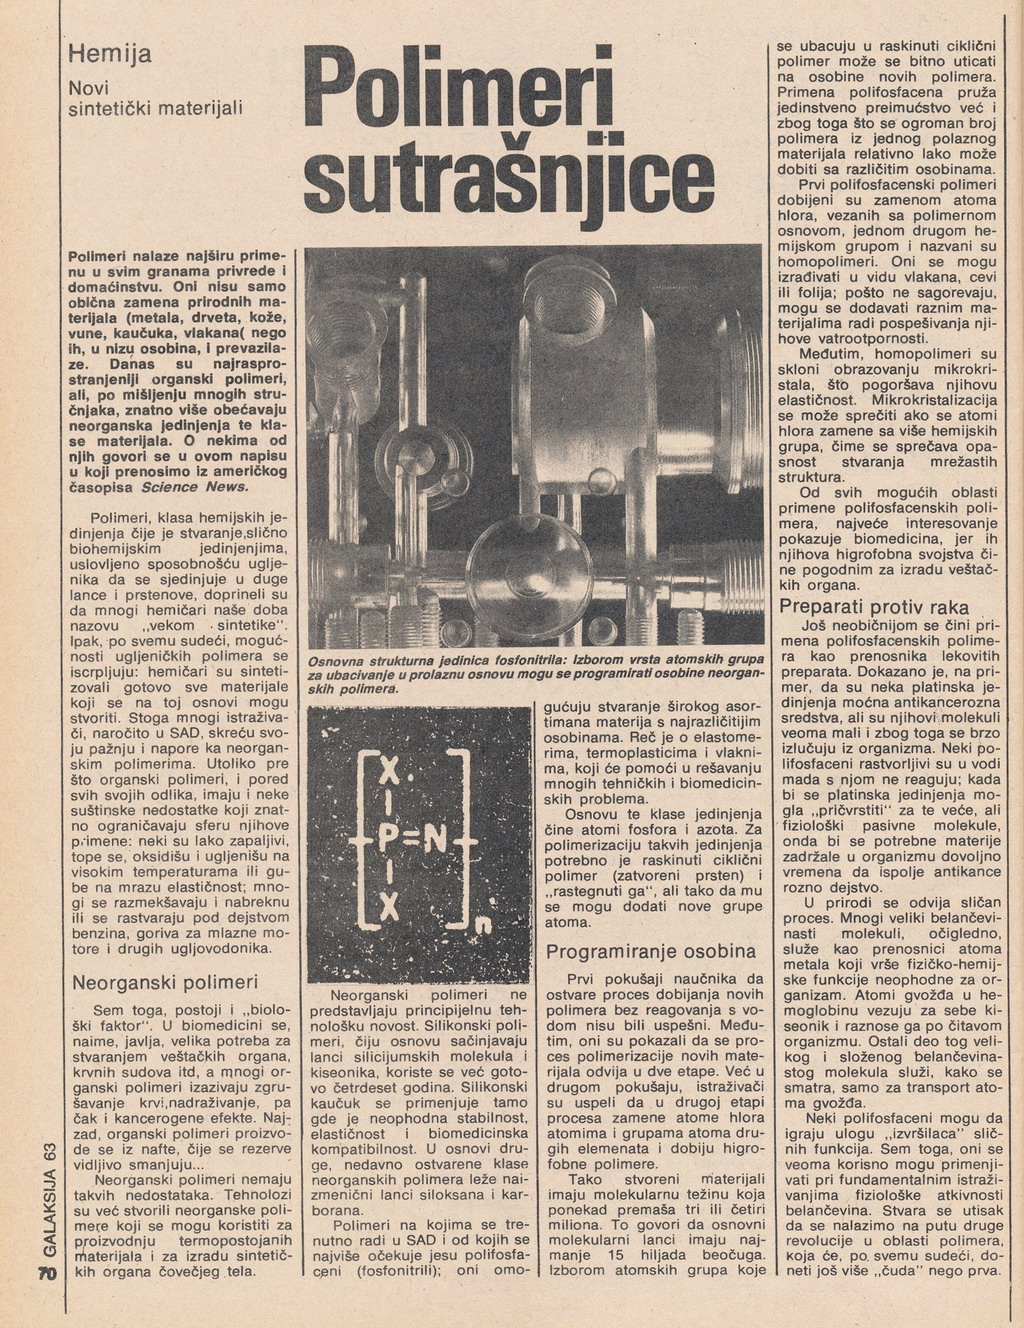 Hemija
Novi
sintetički materijali
Polimeri
sutrašnjice
Polimeri nalaze najširu prime-
nu u svim granama privrede i
domaćinstvu. Oni nisu samo
obična zamena prirodnih ma-
terijala (metala, drveta, kože,
vune, kaučuka, vlakana( nego
ih, u nizu osobina, i prevazila-
ze. Danas su najraspro-
stranjeniji organski polimeri,
ali, po mišljenju mnogih stru-
čnjaka, znatno više obećavaju
neorganska jedinjenja te kla-
se materijala. O nekima od
njih govori se u ovom napisu
u koji prenosimo iz američkog
časopisa Science News.
Polimeri, klasa hemijskih je-
dinjenja čije je stvaranje,slično
biohemijskim jedinjenjima,
uslovljeno sposobnošću uglje-
nika da se sjedinjuje u duge
lance i prstenove, doprineli su
da mnogi hemičari naše doba
nazovu „vekom sintetike“.
Ipak, po svemu sudeći, moguć-
nosti ugljeničkih polimera se
iscrpljuju: hemičari su sinteti-
zovali gotovo sve materijale
koji se na toj osnovi mogu
stvoriti. Stoga mnogi istraživa-
či, naročito u SAD, skreću svo-
ju pažnju i napore ka neorgan-
skim polimerima. Utoliko pre
što organski polimeri, i pored
svih svojih odlika, imaju i neke
suštinske nedostatke koji znat-
no ograničavaju sferu njihove
primene: neki su lako zapaljivi,
tope se, oksidišu i ugljenišu na
visokim temperaturama ili gu-
be na mrazu elastičnost; mno-
gi se razmekšavaju i nabreknu
ili se rastvaraju pod dejstvom
benzina, goriva za mlazne mo-
tore i drugih ugljovodonika.
Neorganski polimeri
Sem toga, postoji i „biolo-
ški faktor“. U biomedicini se,
naime, javlja, velika potreba za
stvaranjem veštačkih organa,
krvnih sudova itd, a mnogi or-
ganski polimeri izazivaju zgru-
šavanje krvi,nadraživanje, pa
čak i kancerogene efekte. Naj-
zad, organski polimeri proizvo-
de se iz nafte, čije se rezerve
vidljivo smanjuju...
Neorganski polimeri nemaju
takvih nedostataka. Tehnolozi
su već stvorili neorganske poli-
mere koji se mogu koristiti za
proizvodnju termopostojanih
materijala i za izradu sintetič-
kih organa čovečjeg tela.
Osnovna strukturna jedinica fosfonitrila: Izborom vrsta atomskih grupa
za ubacivanje u prolaznu osnovu mogu se programirati osobine neorgan-
skih polimera.
X
P=N
X
n
Neorganski polimeri ne
predstavljaju principijelnu teh-
nološku novost. Silikonski poli-
meri, čiju osnovu sačinjavaju
lanci silicijumskih molekula i
kiseonika, koriste se već goto-
vo četrdeset godina. Silikonski
kaučuk se primenjuje tamo
gde je neophodna stabilnost,
elastičnost i biomedicinska
kompatibilnost. U osnovi dru-
ge, nedavno ostvarene klase
neorganskih polimera leže nai-
zmenični lanci siloksana i kar-
borana.
Polimeri na kojima se tre-
nutno radi u SAD i od kojih se
najviše očekuje jesu polifosfa-
ceni (fosfonitrili); oni omo-
gućuju stvaranje širokog asor-
timana materija s najrazličitijim
osobinama. Reč je o elastome-
rima, termoplasticima i vlakni-
ma, koji će pomoći u rešavanju
mnogih tehničkih i biomedicin-
skih problema.
Osnovu te klase jedinjenja
čine atomi fosfora i azota. Za
polimerizaciju takvih jedinjenja
potrebno je raskinuti ciklični
polimer (zatvoreni prsten) i
„rastegnuti ga“, ali tako da mu
se mogu dodati nove grupe
atoma.
Programiranje osobina
Prvi pokušaji naučnika da
ostvare proces dobijanja novih
polimera bez reagovanja s vo-
dom nisu bili uspešni. Među-
tim, oni su pokazali da se pro-
ces polimerizacije novih mate-
rijala odvija u dve etape. Već u
drugom pokušaju, istraživači
su uspeli da u drugoj etapi
procesa zamene atome hlora
atomima i grupama atoma dru-
gih elemenata i dobiju higro-
fobne polimere.
Tako stvoreni materijali
imaju molekularnu težinu koja
ponekad premaša tri ili četiri
miliona. To govori da osnovni
molekularni lanci imaju naj-
manje 15 hiljada beočuga.
Izborom atomskih grupa koje
se ubacuju u raskinuti ciklični
polimer može se bitno uticati
na osobine novih polimera.
Primena polifosfacena pruža
jedinstveno preimućstvo već i
zbog toga što se ogroman broj
polimera iz jednog polaznog
materijala relativno lako može
dobiti sa različitim osobinama.
Prvi polifosfacenski polimeri
dobijeni su zamenom atoma
hlora, vezanih sa polimernom
osnovom, jednom drugom he-
mijskom grupom i nazvani su
homopolimeri. Oni se mogu
izrađivati u vidu vlakana, cevi
ili folija; pošto ne sagorevaju,
mogu se dodavati raznim ma-
terijalima radi pospešivanja nji-
hove vatrootpornosti.
Međutim, homopolimeri su
skloni obrazovanju mikrokri-
stala, što pogoršava njihovu
elastičnost. Mikrokristalizacija
se može sprečiti ako se atomi
hlora zamene sa više hemijskih
grupa, čime se sprečava opa-
snost stvaranja mrežastih
struktura.
Od svih mogućih oblasti
primene polifosfacenskih poli-
mera, najveće interesovanje
pokazuje biomedicina, jer ih
njihova higrofobna svojstva či-
ne pogodnim za izradu veštač-
kih organa.
Preparati protiv raka
Još neobičnijom se čini pri-
mena polifosfacenskih polime-
ra kao prenosnika lekovitih
preparata. Dokazano je, na pri-
mer, da su neka platinska je-
dinjenja moćna antikancerozna
sredstva, ali su njihovi molekuli
veoma mali i zbog toga se brzo
izlučuju iz organizma. Neki po-
lifosfaceni rastvorljivi su u vodi
mada s njom ne reaguju; kada
bi se platinska jedinjenja mo-
gla „pričvrstiti“ za te veće, ali
fiziološki pasivne molekule,
onda bi se potrebne materije
zadržale u organizmu dovoljno
vremena da ispolje antikance
rozno dejstvo.
U prirodi se odvija sličan
proces. Mnogi veliki belančevi-
nasti molekuli, očigledno,
služe kao prenosnici atoma
metala koji vrše fizičko-hemij-
ske funkcije neophodne za or-
ganizam. Atomi gvožđa u he-
moglobinu vezuju za sebe ki-
seonik i raznose ga po čitavom
organizmu. Ostali deo tog veli-
kog i složenog belančevina-
stog molekula služi, kako se
smatra, samo za transport ato-
ma gvožđa.
Neki polifosfaceni mogu da
igraju ulogu „izvršilaca“ slič-
nih funkcija. Sem toga, oni se
veoma korisno mogu primenji-
vati pri fundamentalnim istraži-
vanjima fiziološke atkivnosti
belančevina. Stvara se utisak
da se nalazimo na putu druge
revolucije u oblasti polimera,
koja će, po svemu sudeći, do-
neti još više „čuda“ nego prva.
GALAKSIJA 63
70